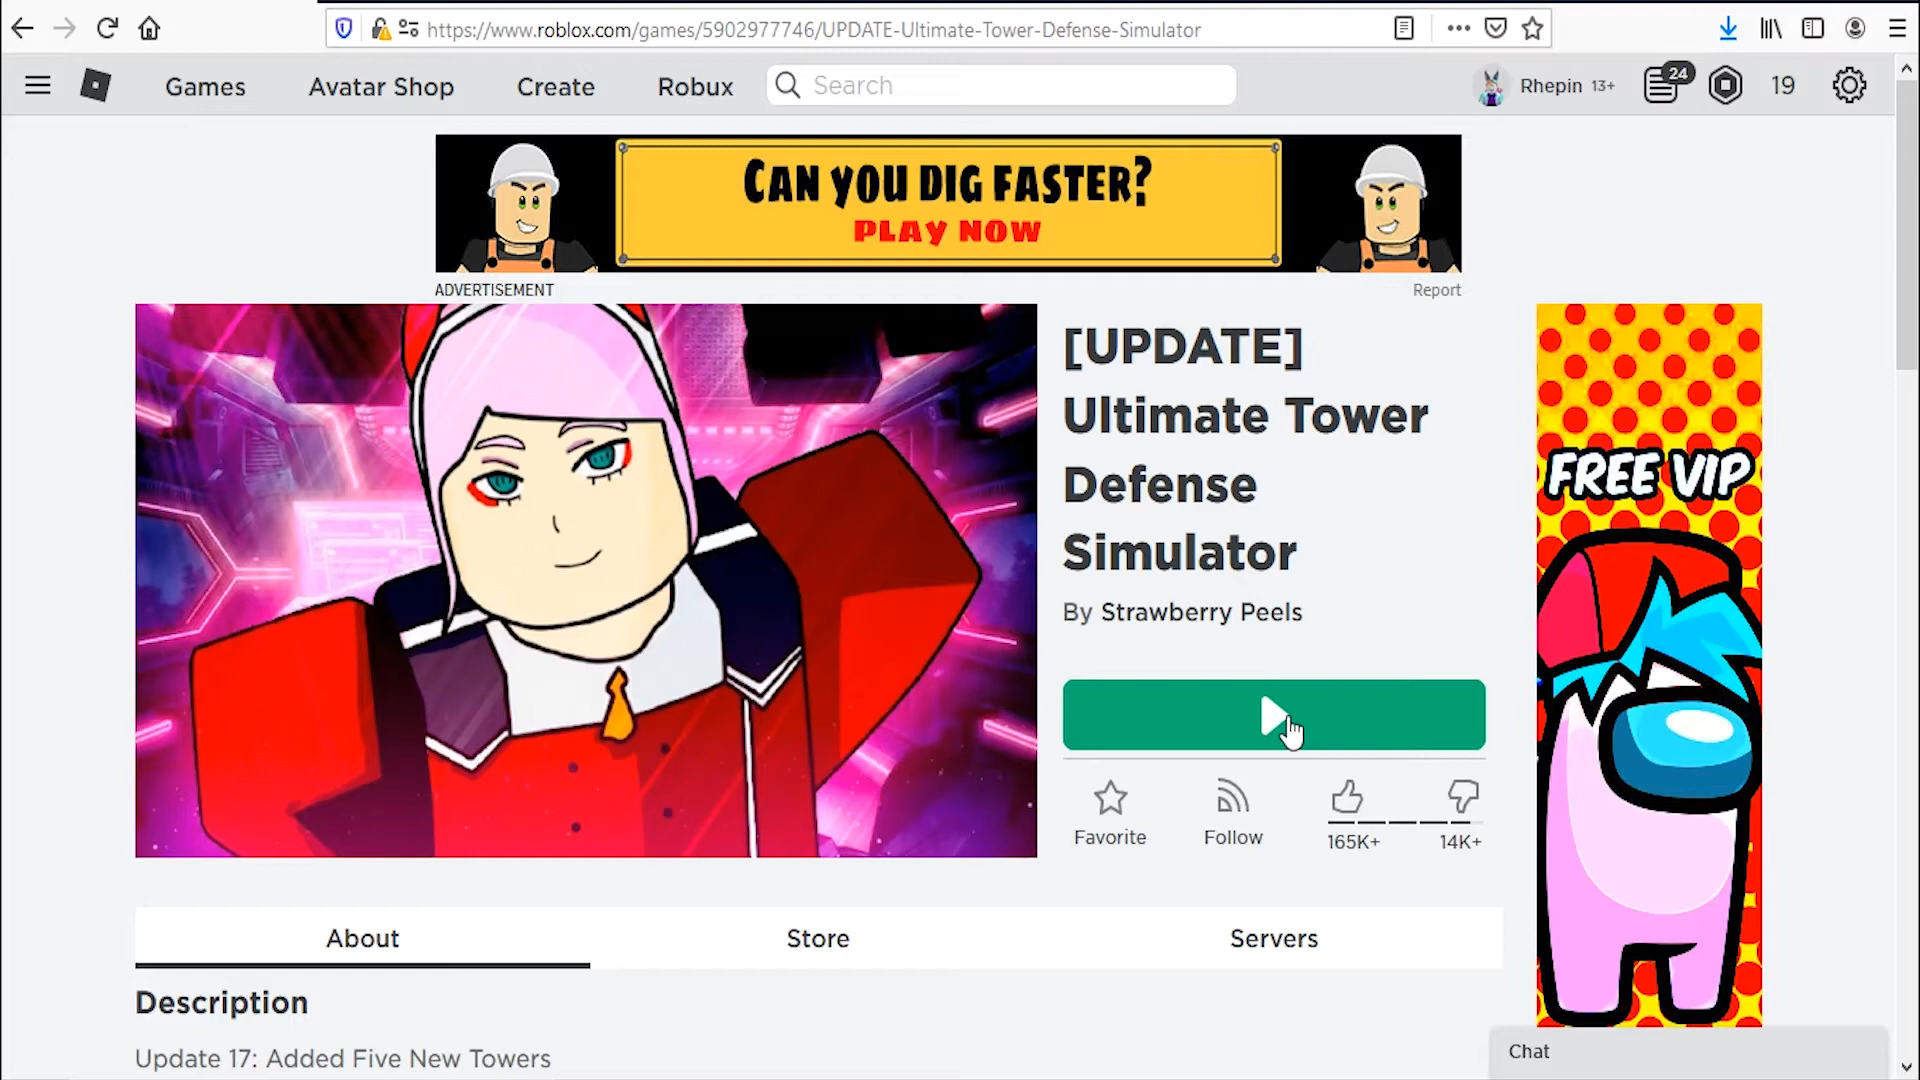 https://www.roblox.com/games/5902977746/UPDATE-Ultimate-Tower-Defense-Simulator
Games
Avatar Shop
Create
Robux
Search
Rhepin 13+
24
19
CAN YOU DIG FASTER?
PLAY NOW
ADVERTISEMENT
Report
[UPDATE]
Ultimate Tower
Defense
Simulator
By Strawberry Peels
FREE VIP
Favorite
Follow
165K+
14K+
About
Store
Servers
Description
Update 17: Added Five New Towers
Chat